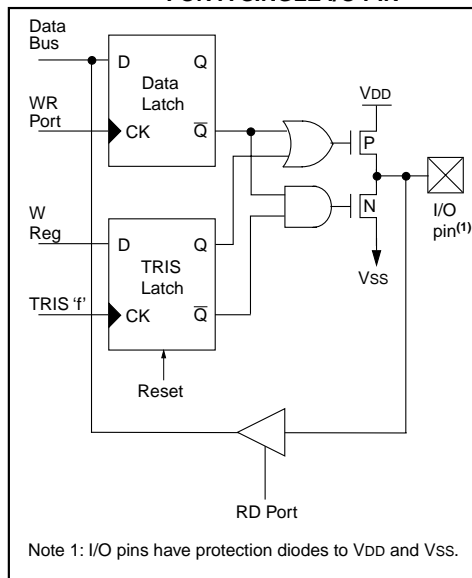 Data
Bus
D
Q
Data
Latch
WR
Port
CK
Q
VDD
P
N
I/O
pin(1)
VSS
W
Reg
D
Q
TRIS
Latch
TRIS 'f'
CK
Q
Reset
RD Port
Note 1: I/O pins have protection diodes to VDD and VSS.